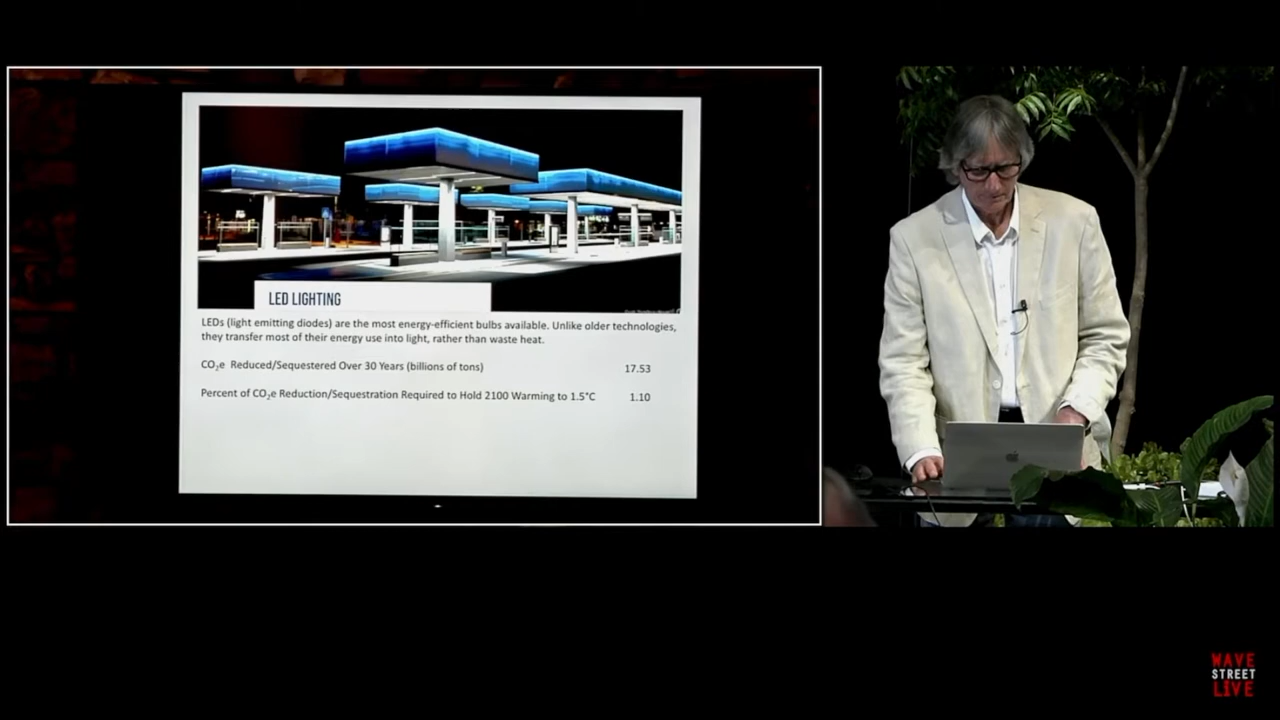 LED LIGHTING
LEDs (light emitting diodes) are the most energy-efficient bulbs available. Unlike older technologies,
they transfer most of their energy use into light, rather than waste heat.
CO₂e Reduced/Sequestered Over 30 Years (billions of tons) 17.53
Percent of CO₂e Reduction/Sequestration Required to Hold 2100 Warming to 1.5°C 1.10
WAVE
STREET
LIVE